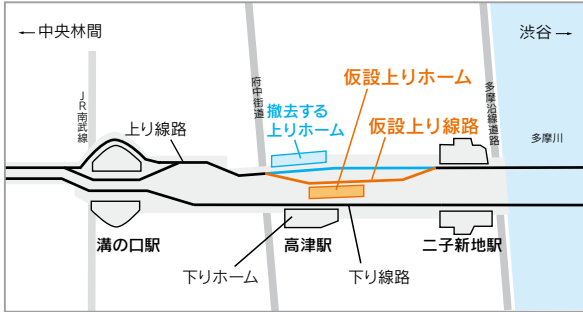 ←中央林間
渋谷→
JR南武線
府中街道
多摩沿線道路
仮設上りホーム
撤去する
上りホーム
仮設上り線路
上り線路
多摩川
溝の口駅
高津駅
二子新地駅
下りホーム
下り線路